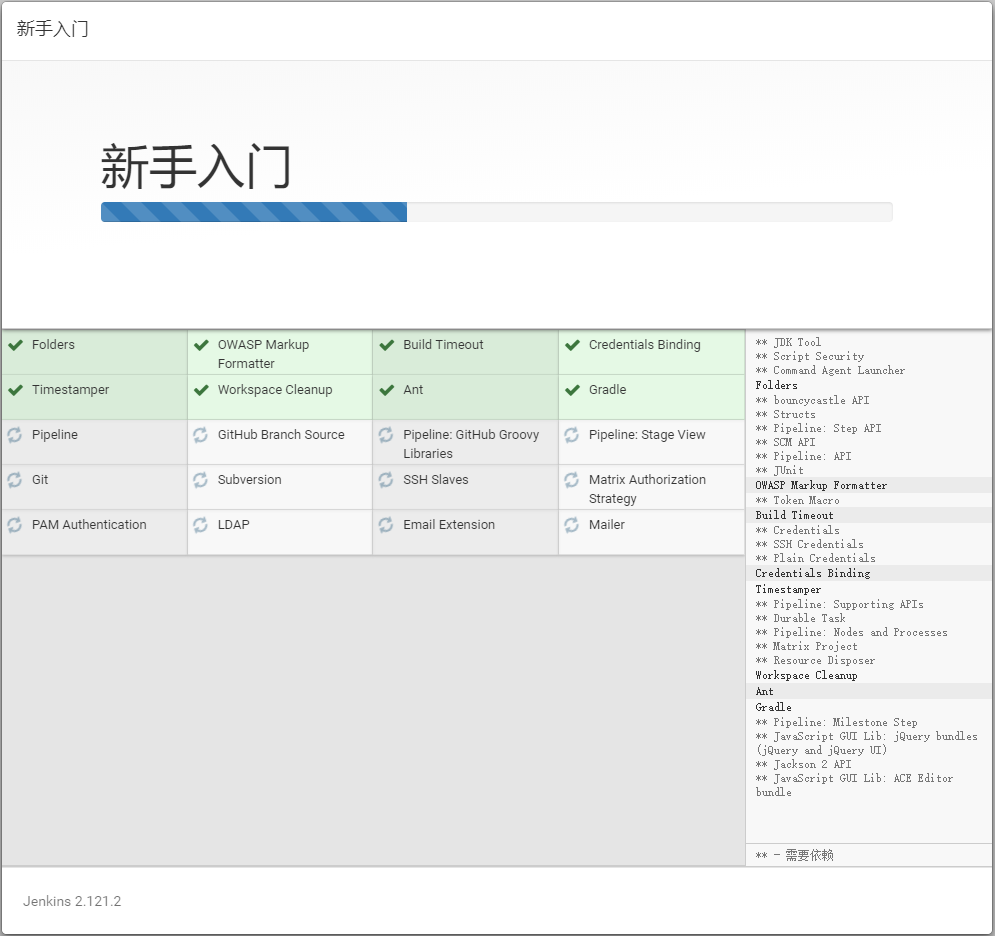 新手入门
新手入门
Folders
OWASP Markup
Formatter
Build Timeout
Credentials Binding
Timestamper
Workspace Cleanup
Ant
Gradle
Pipeline
GitHub Branch Source
Pipeline: GitHub Groovy
Libraries
Pipeline: Stage View
Git
Subversion
SSH Slaves
Matrix Authorization
Strategy
PAM Authentication
LDAP
Email Extension
Mailer
** JDK Tool
** Script Security
** Command Agent Launcher
Folders
** bouncycastle API
** Structs
** Pipeline: Step API
** SCM API
** Pipeline: API
** JUnit
OWASP Markup Formatter
** Token Macro
Build Timeout
** Credentials
** SSH Credentials
** Plain Credentials
Credentials Binding
Timestamper
** Pipeline: Supporting APIs
** Durable Task
** Pipeline: Nodes and Processes
** Matrix Project
** Resource Disposer
Workspace Cleanup
Ant
Gradle
** Pipeline: Milestone Step
** JavaScript GUI Lib: jQuery bundles
(jQuery and jQuery UI)
** Jackson 2 API
** JavaScript GUI Lib: ACE Editor
bundle
** - 需要依赖
Jenkins 2.121.2